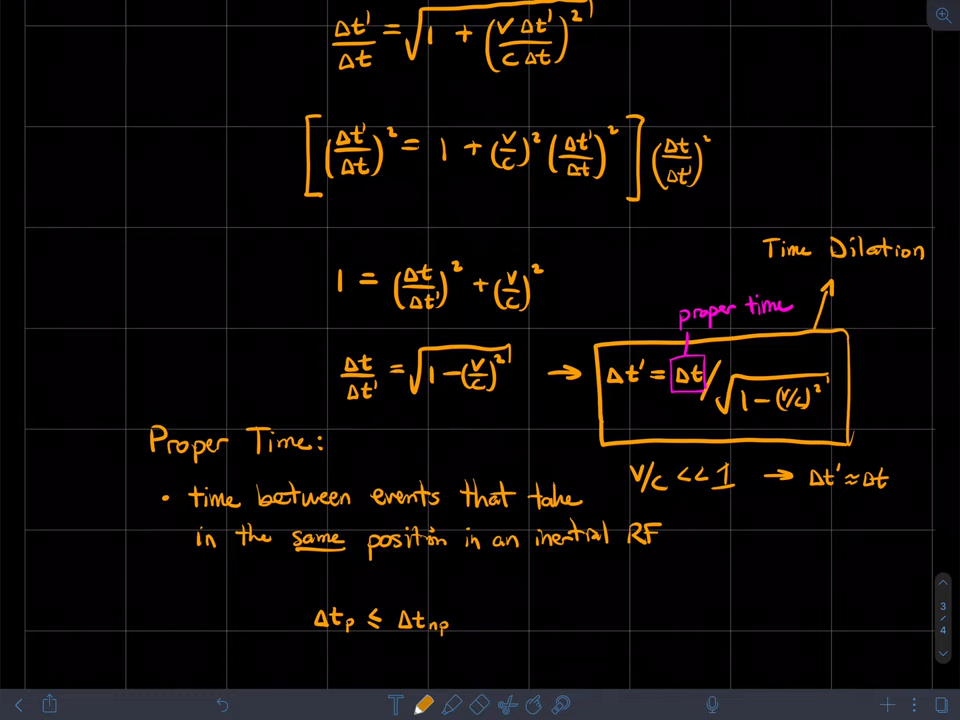 Δt'/Δt = √(1 + (v Δt'/c Δt)²)
[(Δt'/Δt)² = 1 + (v/c)² (Δt'/Δt)²] (Δt/Δt')²
Time Dilation
1 = (Δt/Δt')² + (v/c)²
proper time
Δt/Δt' = √(1-(v/c)²) → Δt' = Δt/√(1-(v/c)²)
Proper Time:
v/c << 1 → Δt' ≈ Δt
• time between events that take
in the same position in an inertial RF
Δtₚ ≤ Δtₙₚ
3
/
4
T